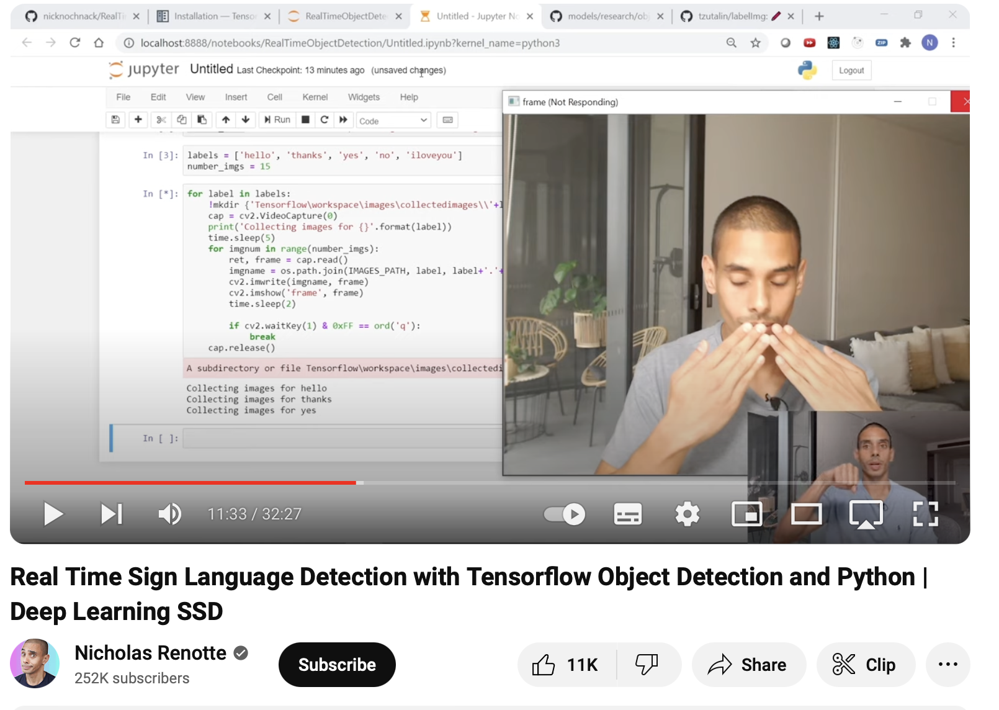 nicknochnack/RealTi
Installation — Tensor
RealTimeObjectDete
Untitled - Jupyter No
models/research/obj
tzutalin/labelImg:
localhost:8888/notebooks/RealTimeObjectDetection/Untitled.ipynb?kernel_name=python3
ZIP
N
jupyter Untitled Last Checkpoint: 13 minutes ago (unsaved changes)
Logout
File Edit View Insert Cell Kernel Widgets Help
Run Code
frame (Not Responding)
In [3]: labels = ['hello', 'thanks', 'yes', 'no', 'iloveyou']
number_imgs = 15
In [*]: for label in labels:
!mkdir {'Tensorflow\workspace\images\collectedimages\\'+l
cap = cv2.VideoCapture(0)
print('Collecting images for {}'.format(label))
time.sleep(5)
for imgnum in range(number_imgs):
ret, frame = cap.read()
imgname = os.path.join(IMAGES_PATH, label, label+'.'+
cv2.imwrite(imgname, frame)
cv2.imshow('frame', frame)
time.sleep(2)
if cv2.waitKey(1) & 0xFF == ord('q'):
break
cap.release()
A subdirectory or file Tensorflow\workspace\images\collectedi
Collecting images for hello
Collecting images for thanks
Collecting images for yes
In [ ]:
11:33 / 32:27
Real Time Sign Language Detection with Tensorflow Object Detection and Python |
Deep Learning SSD
Nicholas Renotte
252K subscribers
Subscribe
11K
Share
Clip